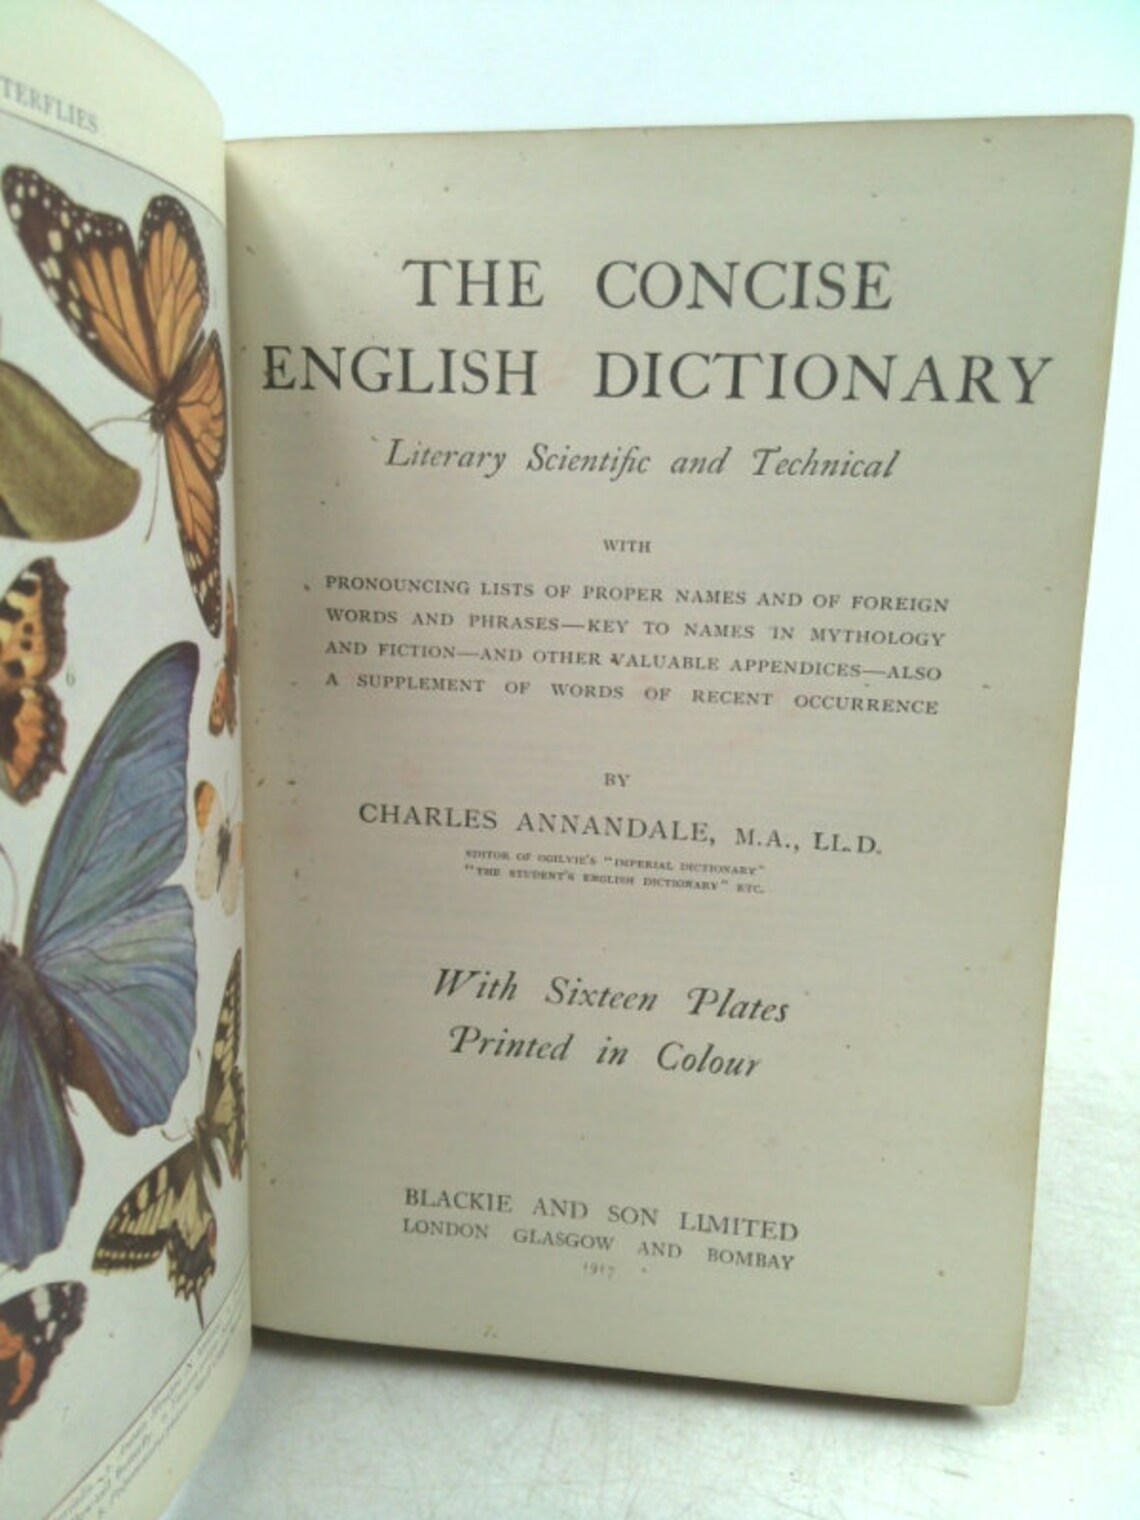 TERFLIES
THE CONCISE
ENGLISH DICTIONARY
Literary Scientific and Technical
WITH
PRONOUNCING LISTS OF PROPER NAMES AND OF FOREIGN
WORDS AND PHRASES—KEY TO NAMES IN MYTHOLOGY
AND FICTION—AND OTHER VALUABLE APPENDICES—ALSO
A SUPPLEMENT OF WORDS OF RECENT OCCURRENCE
BY
CHARLES ANNANDALE, M.A., LL.D.
EDITOR OF OGILVIE'S "IMPERIAL DICTIONARY"
"THE STUDENT'S ENGLISH DICTIONARY" ETC.
With Sixteen Plates
Printed in Colour
BLACKIE AND SON LIMITED
LONDON GLASGOW AND BOMBAY
1917
6